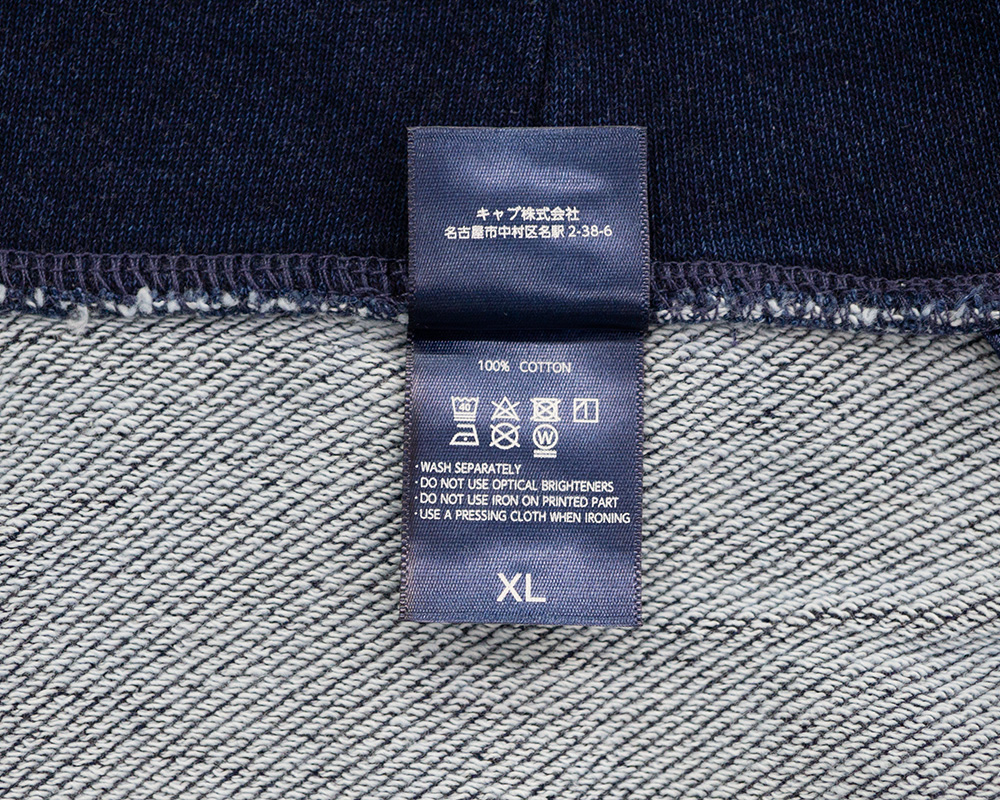 キャブ株式会社
名古屋市中村区名駅 2-38-6
100% COTTON
40
W
・WASH SEPARATELY
・DO NOT USE OPTICAL BRIGHTENERS
・DO NOT USE IRON ON PRINTED PART
・USE A PRESSING CLOTH WHEN IRONING
XL